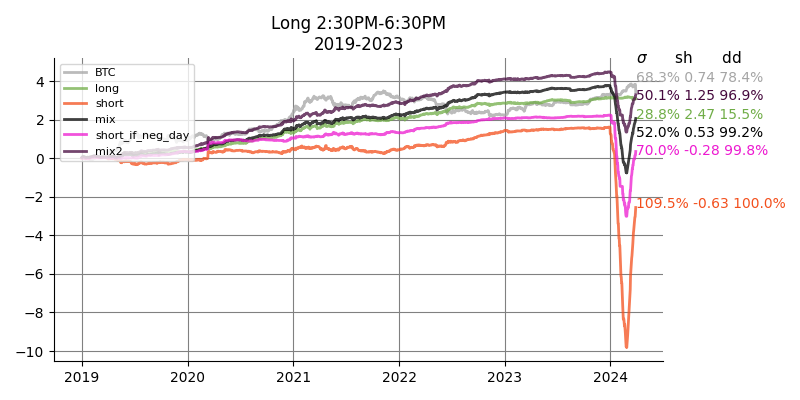 Long 2:30PM-6:30PM
2019-2023
σ sh dd
BTC
long
short
mix
short_if_neg_day
mix2
68.3% 0.74 78.4%
50.1% 1.25 96.9%
28.8% 2.47 15.5%
52.0% 0.53 99.2%
70.0% -0.28 99.8%
109.5% -0.63 100.0%
4
2
0
−2
−4
−6
−8
−10
2019 2020 2021 2022 2023 2024